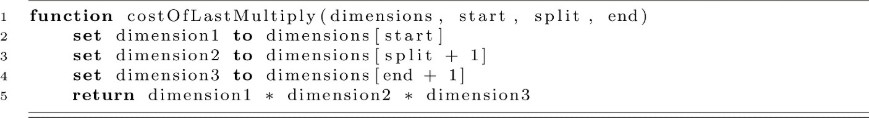 1 function costOfLastMultiply(dimensions, start, split, end)
2 set dimension1 to dimensions[start]
3 set dimension2 to dimensions[split + 1]
4 set dimension3 to dimensions[end + 1]
5 return dimension1 * dimension2 * dimension3